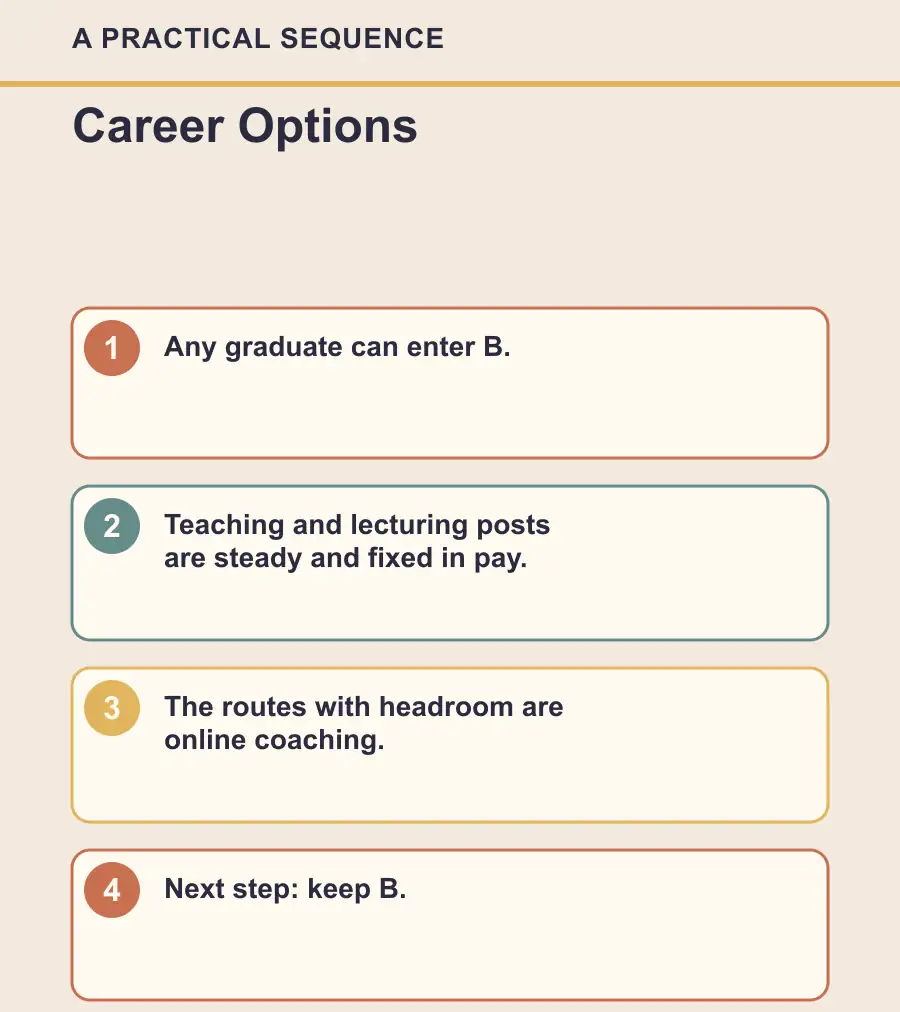 A PRACTICAL SEQUENCE
Career Options
1
Any graduate can enter B.
2
Teaching and lecturing posts
are steady and fixed in pay.
3
The routes with headroom are
online coaching.
4
Next step: keep B.